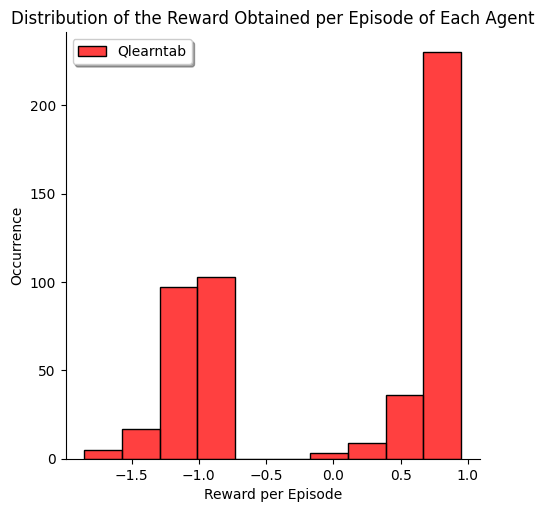 Distribution of the Reward Obtained per Episode of Each Agent
Qlearntab
Occurrence
200
150
100
50
0
−1.5 −1.0 −0.5 0.0 0.5 1.0
Reward per Episode